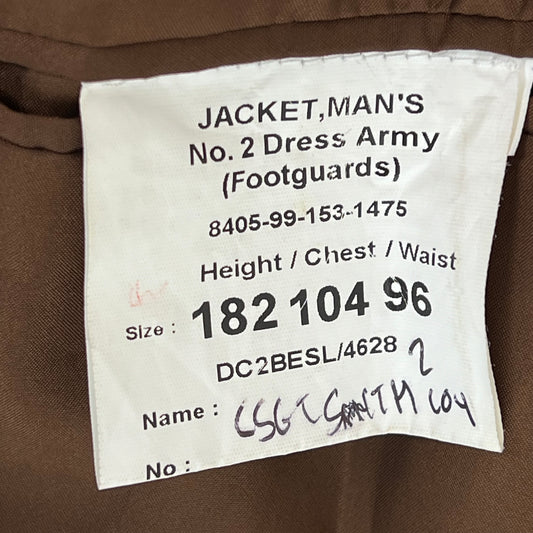 JACKET,MAN'S
No. 2 Dress Army
(Footguards)
8405-99-153-1475
Height / Chest / Waist
Size : 182 104 96
DC2BESL/4628
2
Name : CSGT SMITH COY
No :